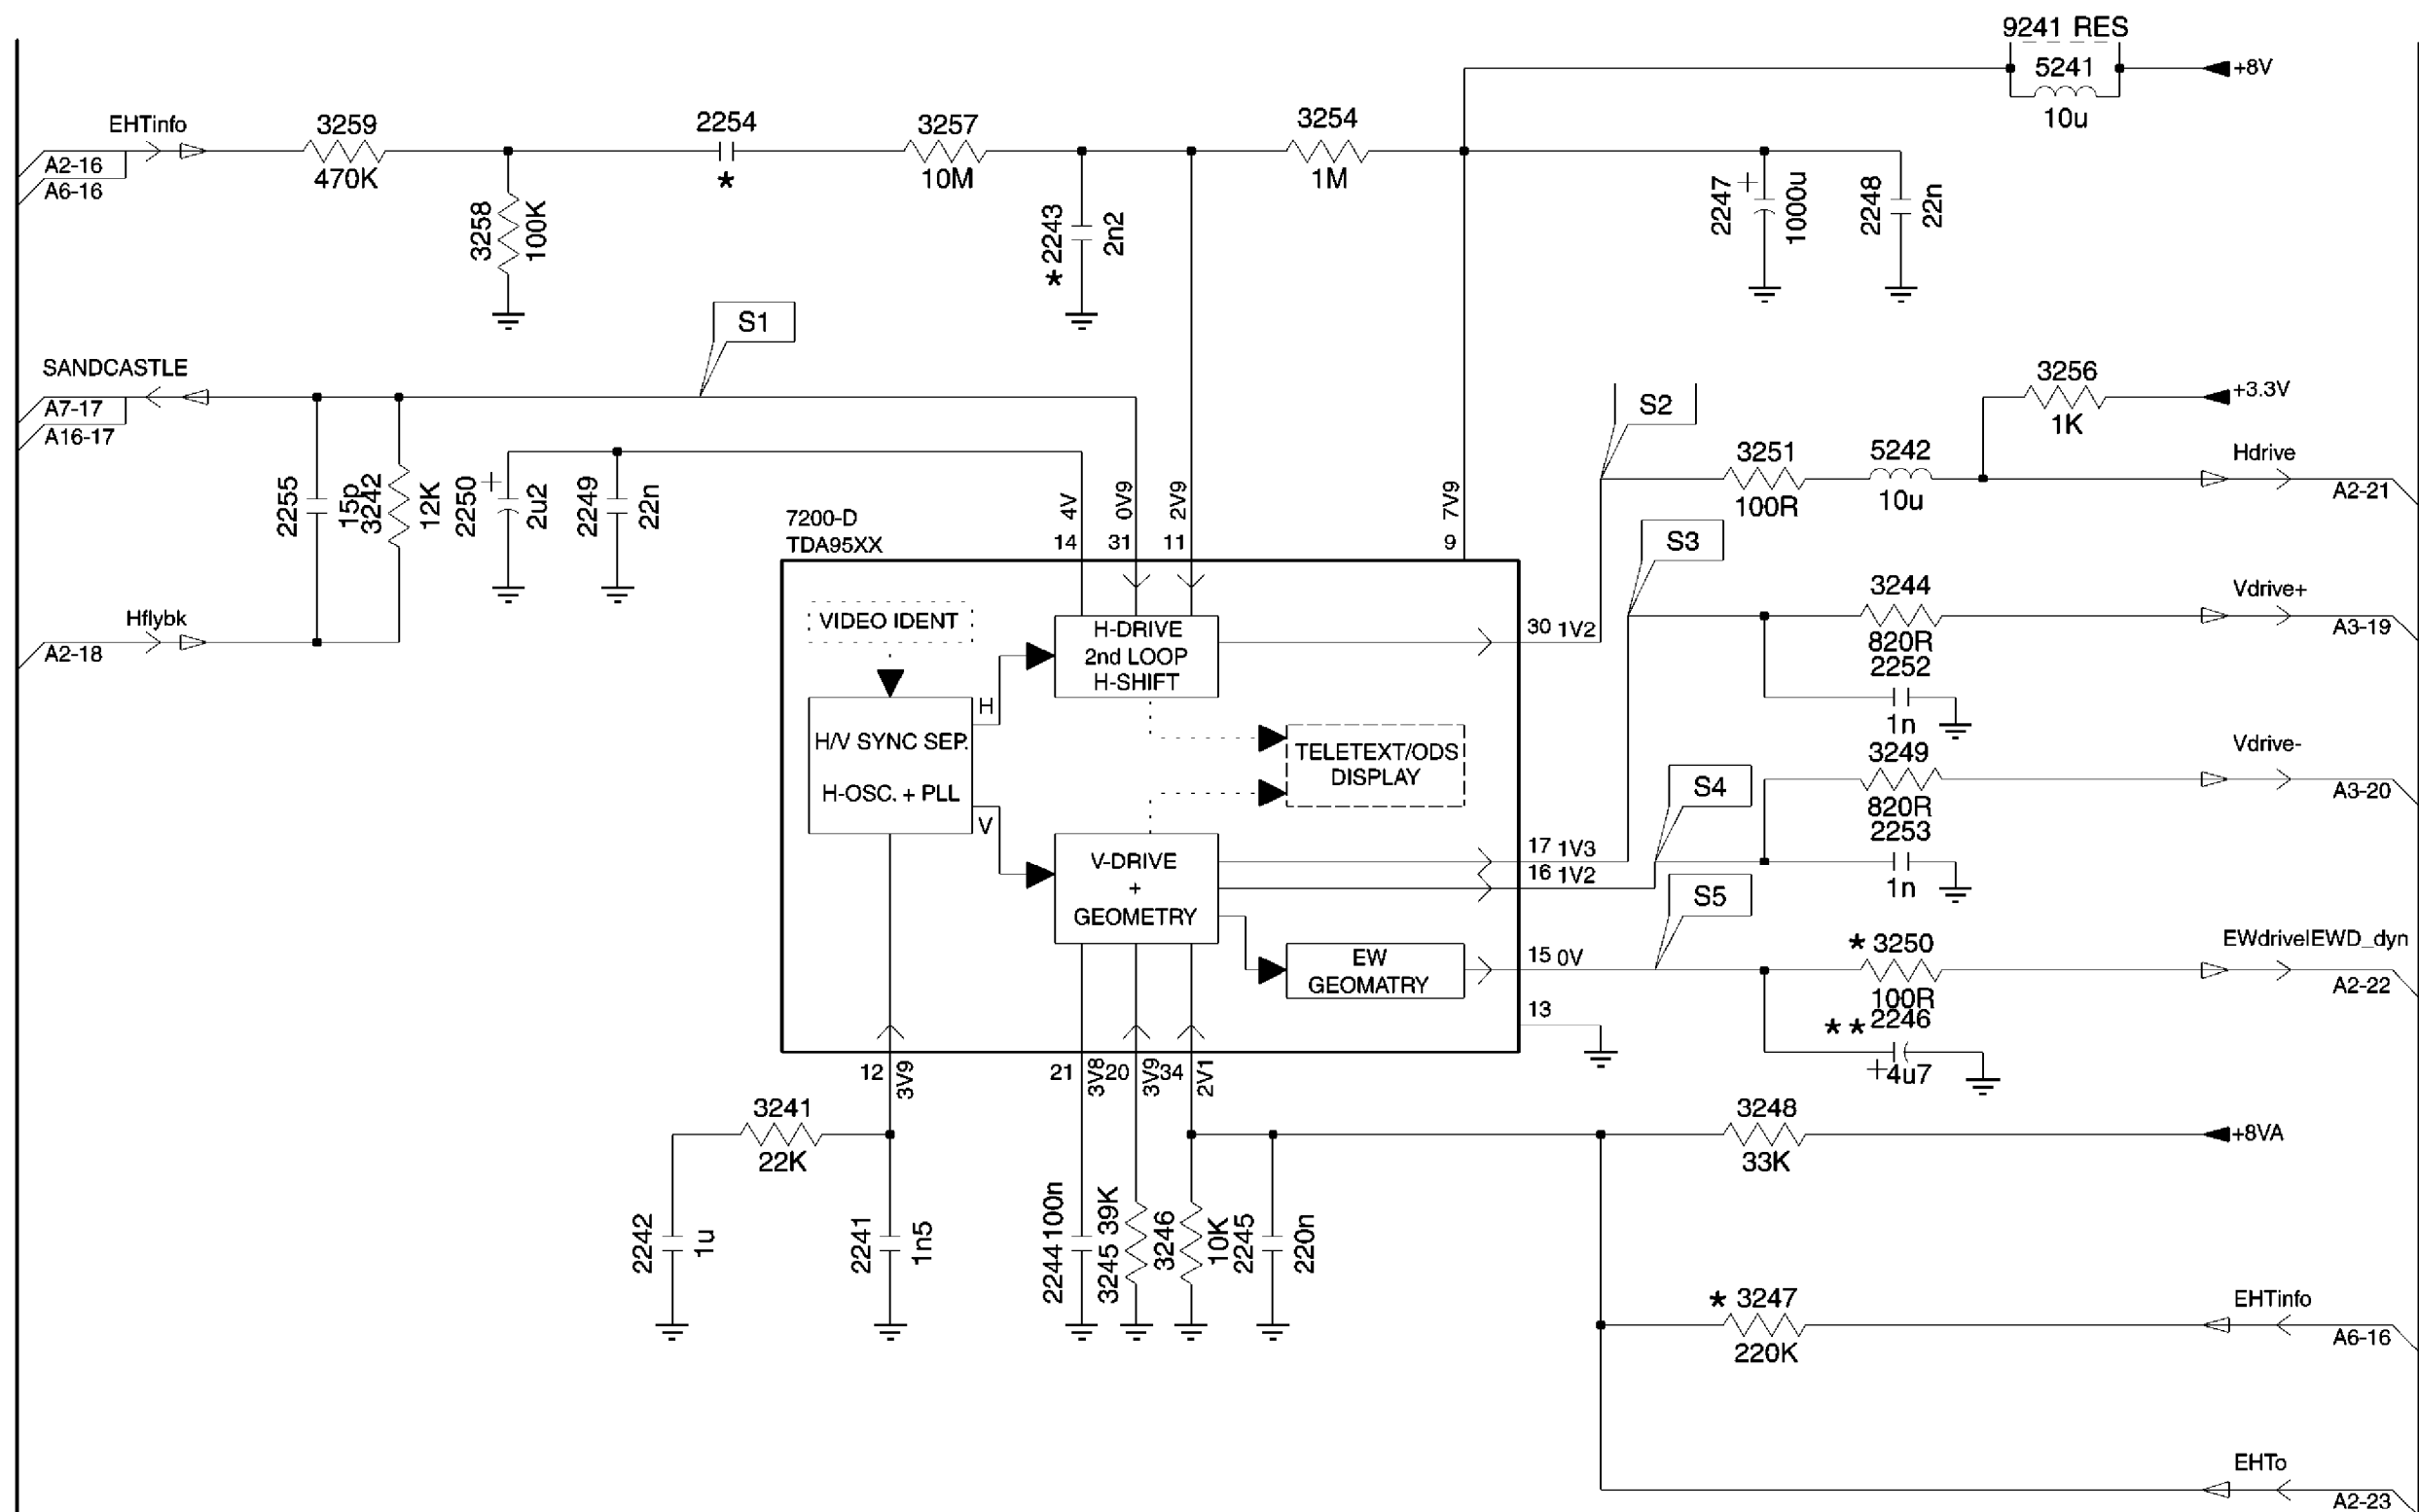 9241 RES
5241
10u
+8V
EHTinfo
A2-16
A6-16
3259
470K
2254
*
3257
10M
3254
1M
3258
100K
* 2243
2n2
2247
+
1000u
2248
22n
S1
SANDCASTLE
A7-17
A16-17
3256
1K
+3.3V
S2
3251
100R
5242
10u
Hdrive
A2-21
2255
15p
3242
12K
2250
+
2u2
2249
22n
4V
0V9
2V9
7V9
7200-D
TDA95XX
14
31
11
9
S3
3244
820R
Vdrive+
A3-19
2252
1n
Hflybk
A2-18
VIDEO IDENT
H-DRIVE
2nd LOOP
H-SHIFT
30 1V2
H
H/V SYNC SEP.
H-OSC. + PLL
V
TELETEXT/ODS
DISPLAY
3249
820R
Vdrive-
A3-20
S4
2253
1n
V-DRIVE
+
GEOMETRY
17 1V3
16 1V2
S5
EW
GEOMATRY
15 0V
13
* 3250
100R
EWdrive|EWD_dyn
A2-22
** 2246
+4u7
12
3V9
21
3V8
20
3V9
34
2V1
3241
22K
3248
33K
+8VA
2242
1u
2241
1n5
2244 100n
3245 39K
3246
10K
2245
220n
* 3247
220K
EHTinfo
A6-16
EHTo
A2-23